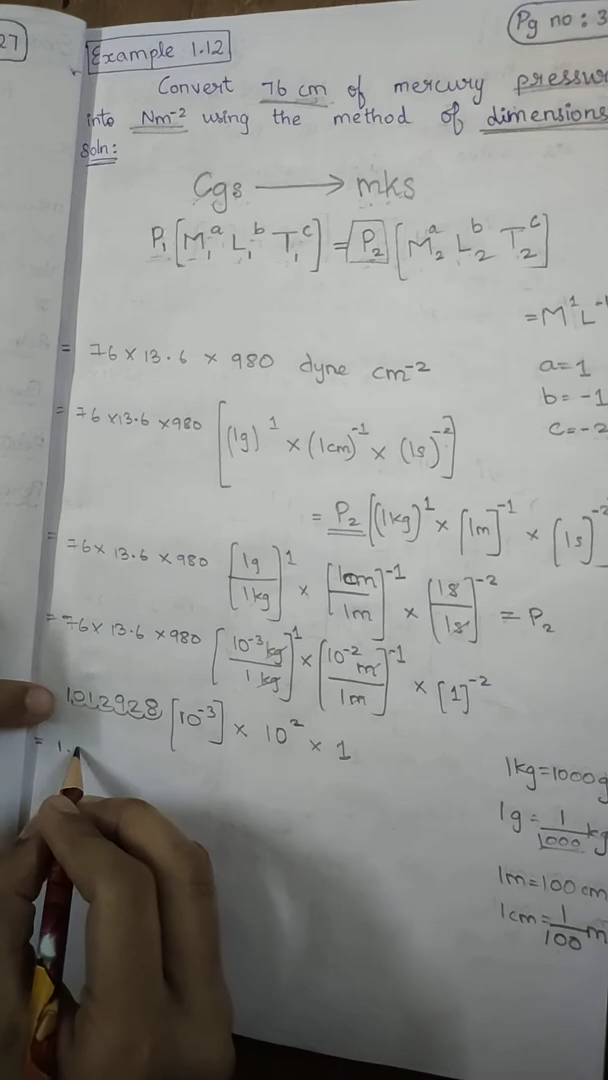 27
Pg no: 3
Example 1.12
Convert 76 cm of mercury pressur
into Nm⁻² using the method of dimensions
Soln:
Cgs ⟶ mks
P₁[M₁ᵃ L₁ᵇ T₁ᶜ] = P₂ [M₂ᵃ L₂ᵇ T₂ᶜ]
= M¹L⁻¹
= 76 × 13.6 × 980 dyne cm⁻²
a=1
b=-1
c=-2
= 76 × 13.6 × 980 [(1g)¹ × (1cm)⁻¹ × (1s)⁻²]
= P₂ [(1kg)¹ × [1m]⁻¹ × [1s]⁻²
= 76 × 13.6 × 980 [1g/1kg]¹ × [1cm/1m]⁻¹ × [1s/1s]⁻² = P₂
= 76 × 13.6 × 980 [10⁻³ kg/1 kg]¹ × [10⁻² m/1m]⁻¹ × [1]⁻²
1012928 [10⁻³] × 10² × 1
= 1.
1kg=1000g
1g = 1/1000 kg
1m=100 cm
1cm = 1/100 m